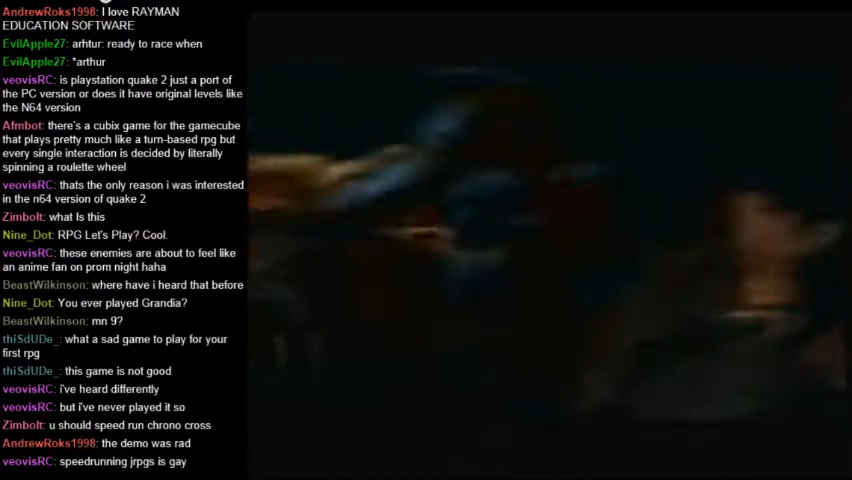 AndrewRoks1998: I love RAYMAN
EDUCATION SOFTWARE
EvilApple27: arhtur: ready to race when
EvilApple27: *arthur
veovisRC: is playstation quake 2 just a port of
the PC version or does it have original levels like
the N64 version
Afmbot: there's a cubix game for the gamecube
that plays pretty much like a turn-based rpg but
every single interaction is decided by literally
spinning a roulette wheel
veovisRC: thats the only reason i was interested
in the n64 version of quake 2
Zimbolt: what Is this
Nine_Dot: RPG Let's Play? Cool.
veovisRC: these enemies are about to feel like
an anime fan on prom night haha
BeastWilkinson: where have i heard that before
Nine_Dot: You ever played Grandia?
BeastWilkinson: mn 9?
thiSdUDe_: what a sad game to play for your
first rpg
thiSdUDe_: this game is not good
veovisRC: i've heard differently
veovisRC: but i've never played it so
Zimbolt: u should speed run chrono cross
AndrewRoks1998: the demo was rad
veovisRC: speedrunning jrpgs is gay